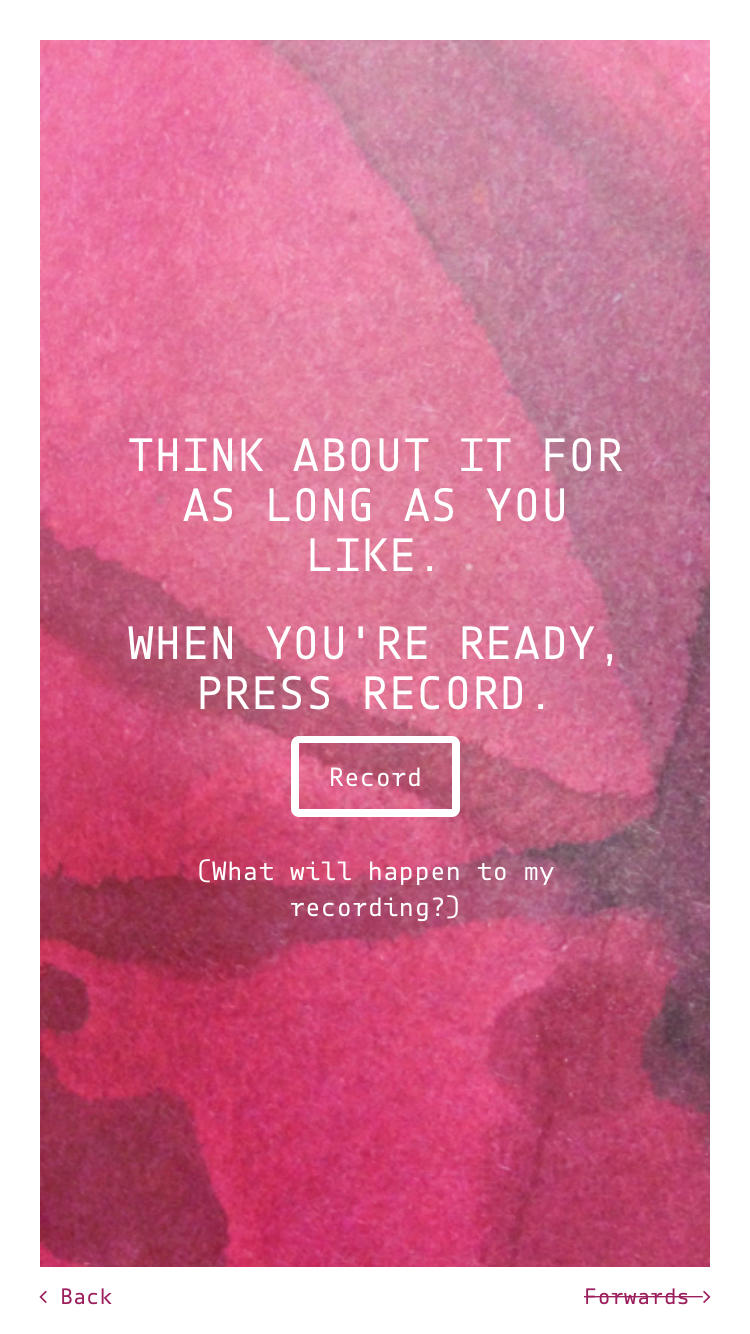 THINK ABOUT IT FOR
AS LONG AS YOU
LIKE.
WHEN YOU'RE READY,
PRESS RECORD.
Record
(What will happen to my
recording?)
< Back
Forwards >